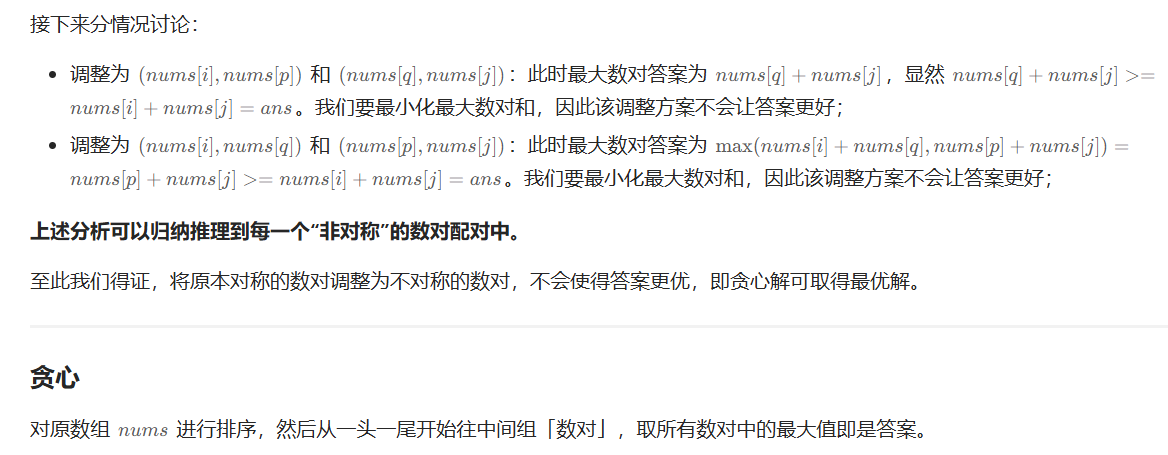 接下来分情况讨论：
• 调整为 (nums[i], nums[p]) 和 (nums[q], nums[j])：此时最大数对答案为 nums[q] + nums[j]，显然 nums[q] + nums[j] >=
nums[i] + nums[j] = ans。我们要最小化最大数对和，因此该调整方案不会让答案更好；
• 调整为 (nums[i], nums[q]) 和 (nums[p], nums[j])：此时最大数对答案为 max(nums[i] + nums[q], nums[p] + nums[j]) =
nums[p] + nums[j] >= nums[i] + nums[j] = ans。我们要最小化最大数对和，因此该调整方案不会让答案更好；
上述分析可以归纳推理到每一个“非对称”的数对配对中。
至此我们得证，将原本对称的数对调整为不对称的数对，不会使得答案更优，即贪心解可取得最优解。
贪心
对原数组 nums 进行排序，然后从一头一尾开始往中间组「数对」，取所有数对中的最大值即是答案。